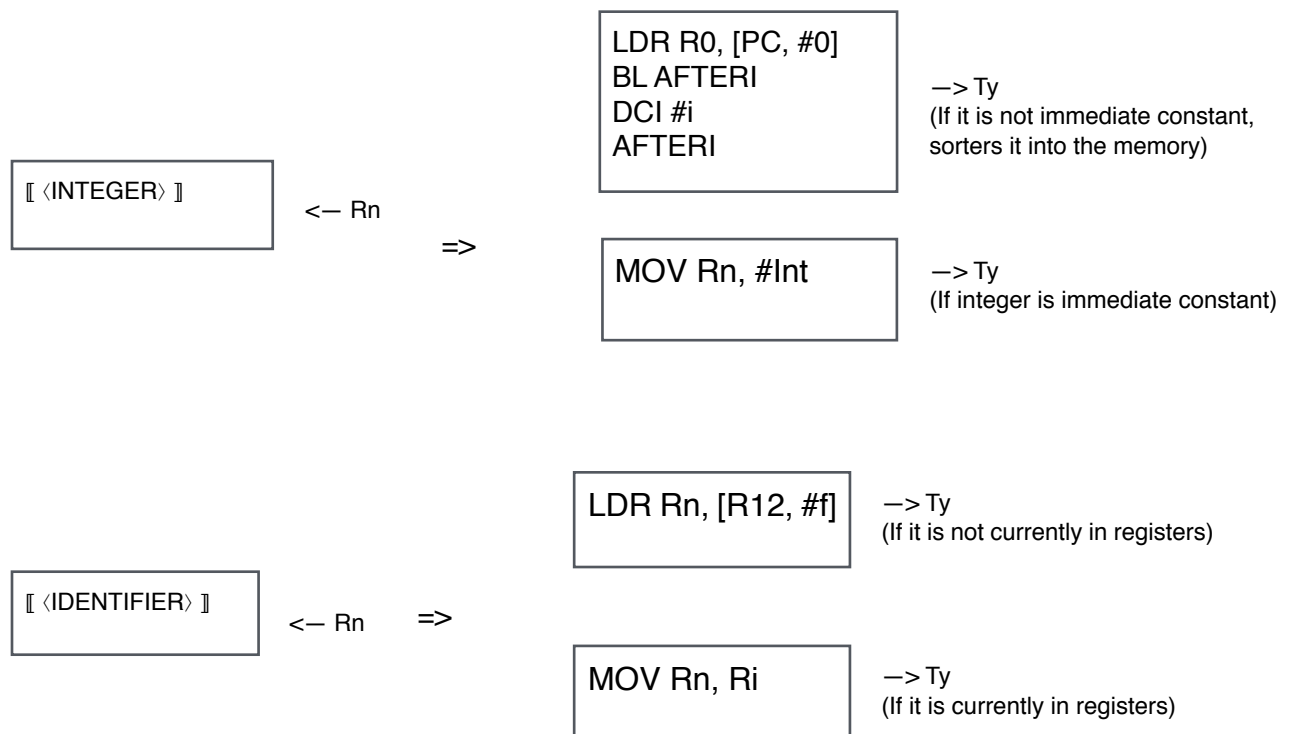 LDR R0, [PC, #0]
BL AFTERI
DCI #i
AFTERI
—> Ty
(If it is not immediate constant,
sorters it into the memory)
⟦ ⟨INTEGER⟩ ⟧
<— Rn
=>
MOV Rn, #Int
—> Ty
(If integer is immediate constant)
LDR Rn, [R12, #f]
—> Ty
(If it is not currently in registers)
⟦ ⟨IDENTIFIER⟩ ⟧
<— Rn
=>
MOV Rn, Ri
—> Ty
(If it is currently in registers)